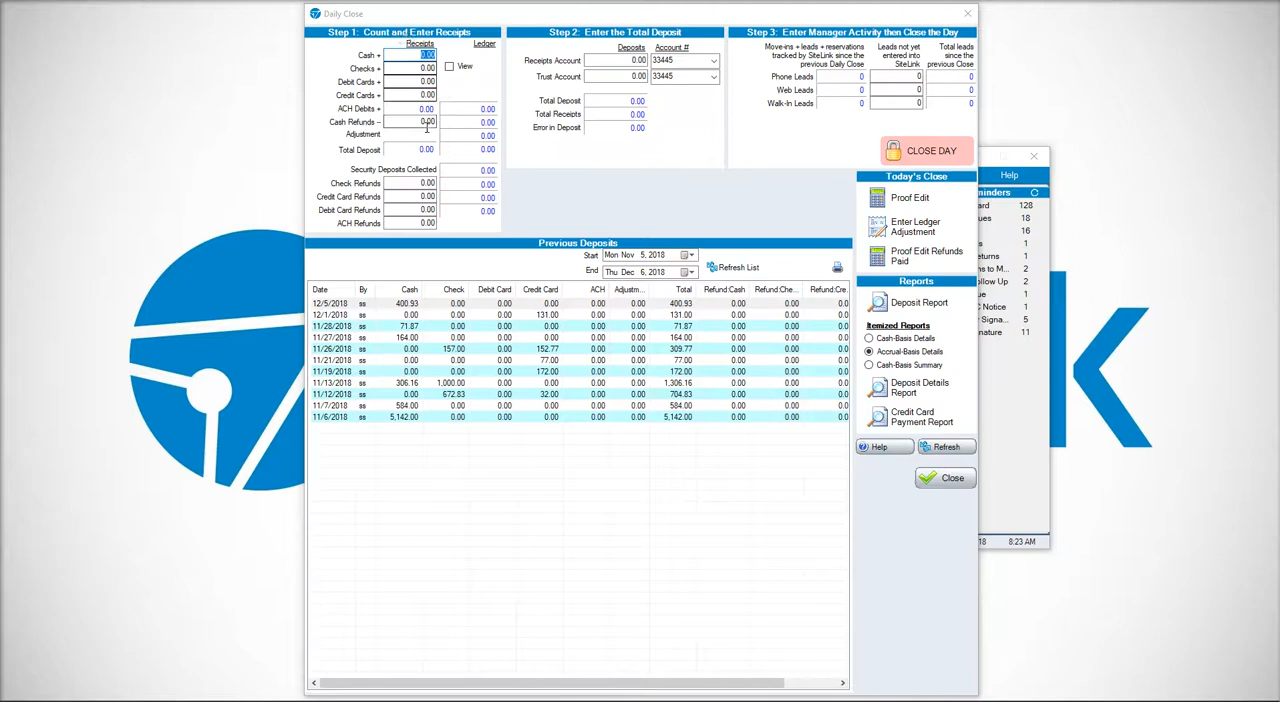 Daily Close
Step 1: Count and Enter Receipts
Receipts Ledger
Cash + 0.00
Checks + 0.00 View
Debit Cards + 0.00
Credit Cards + 0.00
ACH Debits + 0.00 0.00
Cash Refunds – 0.00 0.00
Adjustment 0.00
Total Deposit 0.00 0.00
Security Deposits Collected 0.00
Check Refunds 0.00 0.00
Credit Card Refunds 0.00 0.00
Debit Card Refunds 0.00 0.00
ACH Refunds 0.00
Step 2: Enter the Total Deposit
Deposits Account #
Receipts Account 0.00 33445
Trust Account 0.00 33445
Total Deposit 0.00
Total Receipts 0.00
Error in Deposit 0.00
Step 3: Enter Manager Activity then Close the Day
Move-ins + leads + reservations tracked by SiteLink since the previous Daily Close
Leads not yet entered into SiteLink
Total leads since the previous Close
Phone Leads 0 0 0
Web Leads 0 0 0
Walk-In Leads 0 0 0
CLOSE DAY
Today's Close
Proof Edit
Enter Ledger
Adjustment
Proof Edit Refunds
Paid
Reports
Deposit Report
Itemized Reports
Cash-Basis Details
Accrual-Basis Details
Cash-Basis Summary
Deposit Details
Report
Credit Card
Payment Report
Help Refresh
Close
Previous Deposits
Start Mon Nov 5, 2018
End Thu Dec 6, 2018
Refresh List
Date By Cash Check Debit Card Credit Card ACH Adjustm... Total Refund:Cash Refund:Che... Refund:Cre
12/5/2018 ss 400.93 0.00 0.00 0.00 0.00 0.00 400.93 0.00 0.00 0.0
12/1/2018 ss 0.00 0.00 0.00 131.00 0.00 0.00 131.00 0.00 0.00 0.0
11/28/2018 ss 71.87 0.00 0.00 0.00 0.00 0.00 71.87 0.00 0.00 0.0
11/27/2018 ss 164.00 0.00 0.00 0.00 0.00 0.00 164.00 0.00 0.00 0.0
11/26/2018 ss 0.00 157.00 0.00 152.77 0.00 0.00 309.77 0.00 0.00 0.0
11/21/2018 ss 0.00 0.00 0.00 77.00 0.00 0.00 77.00 0.00 0.00 0.0
11/19/2018 ss 0.00 0.00 0.00 172.00 0.00 0.00 172.00 0.00 0.00 0.0
11/13/2018 ss 306.16 1,000.00 0.00 0.00 0.00 0.00 1,306.16 0.00 0.00 0.0
11/12/2018 ss 0.00 672.83 0.00 32.00 0.00 0.00 704.83 0.00 0.00 0.0
11/7/2018 ss 584.00 0.00 0.00 0.00 0.00 0.00 584.00 0.00 0.00 0.0
11/6/2018 ss 5,142.00 0.00 0.00 0.00 0.00 0.00 5,142.00 0.00 0.00 0.0
Help
minders
ard 128
ues 18
16
s 1
eturns 1
ns to M... 2
ollow Up 2
ue 1
C Notice 1
r Signa... 5
gnature 11
18 8:23 AM